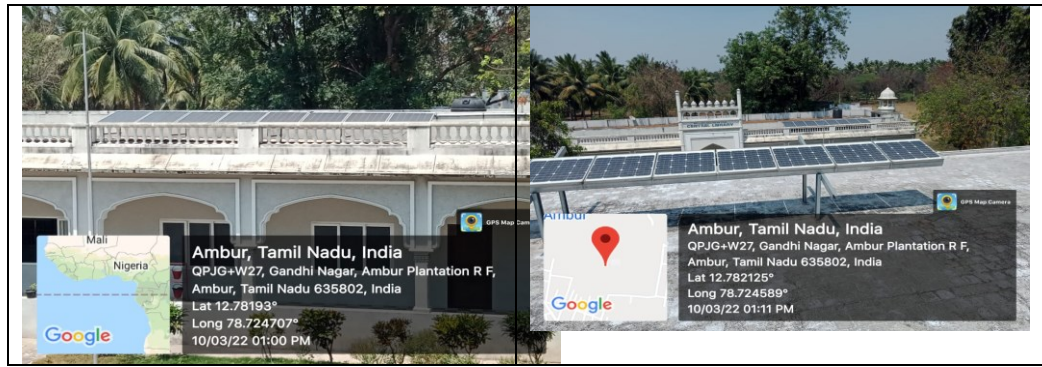 Mali
Nigeria
Google
GPS Map Cam
Ambur, Tamil Nadu, India
QPJG+W27, Gandhi Nagar, Ambur Plantation R F,
Ambur, Tamil Nadu 635802, India
Lat 12.78193°
Long 78.724707°
10/03/22 01:00 PM
CENTRAL LIBRARY
Ambur
Google
GPS Map Camera
Ambur, Tamil Nadu, India
QPJG+W27, Gandhi Nagar, Ambur Plantation R F,
Ambur, Tamil Nadu 635802, India
Lat 12.782125°
Long 78.724589°
10/03/22 01:11 PM